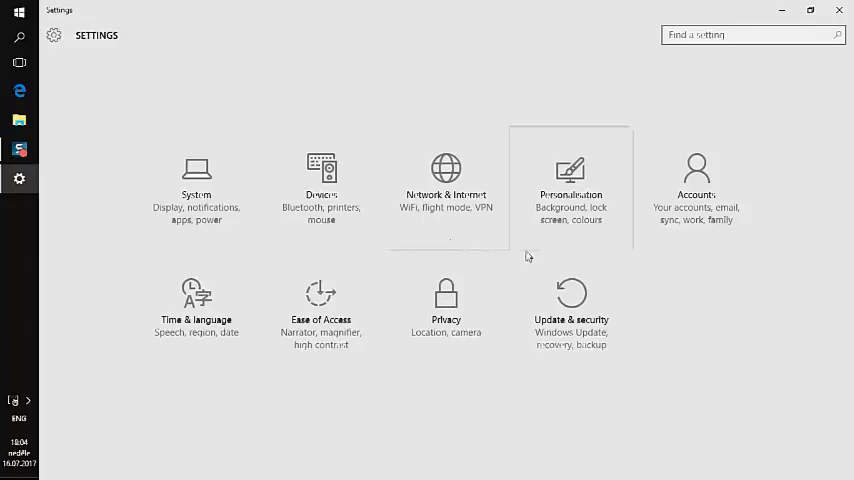 Settings
SETTINGS
Find a setting
System
Display, notifications,
apps, power
Devices
Bluetooth, printers,
mouse
Network & Internet
WiFi, flight mode, VPN
Personalisation
Background, lock
screen, colours
Accounts
Your accounts, email,
sync, work, family
Time & language
Speech, region, date
Ease of Access
Narrator, magnifier,
high contrast
Privacy
Location, camera
Update & security
Windows Update,
recovery, backup
ENG
18:04
neděle
16.07.2017